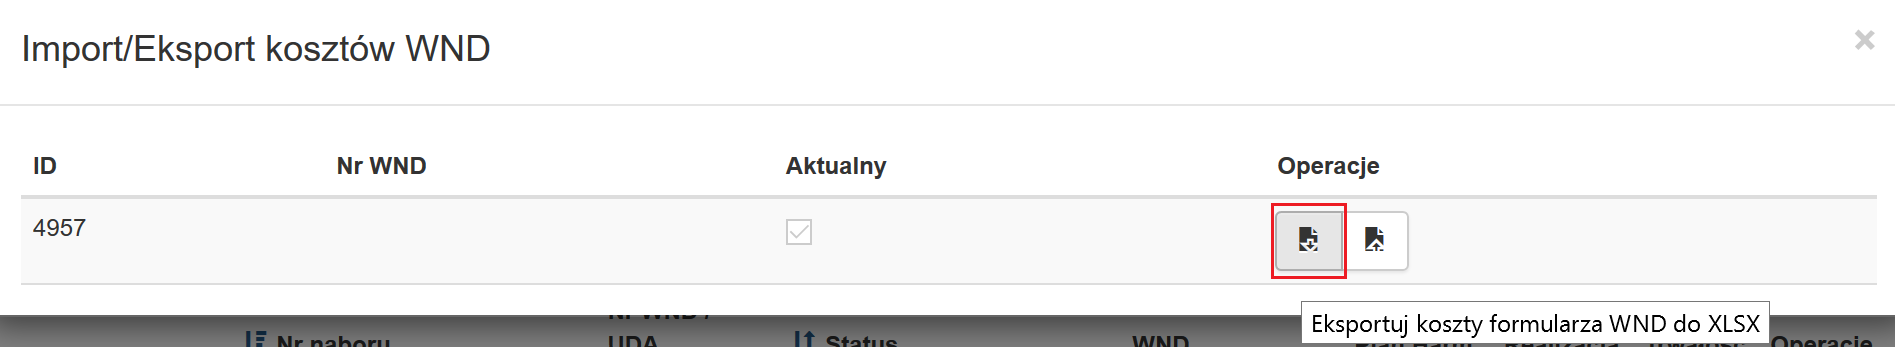 Import/Eksport kosztów WND
×
ID Nr WND Aktualny Operacje
4957
Eksportuj koszty formularza WND do XLSX
Nr naboru UDA Status WND Operacje